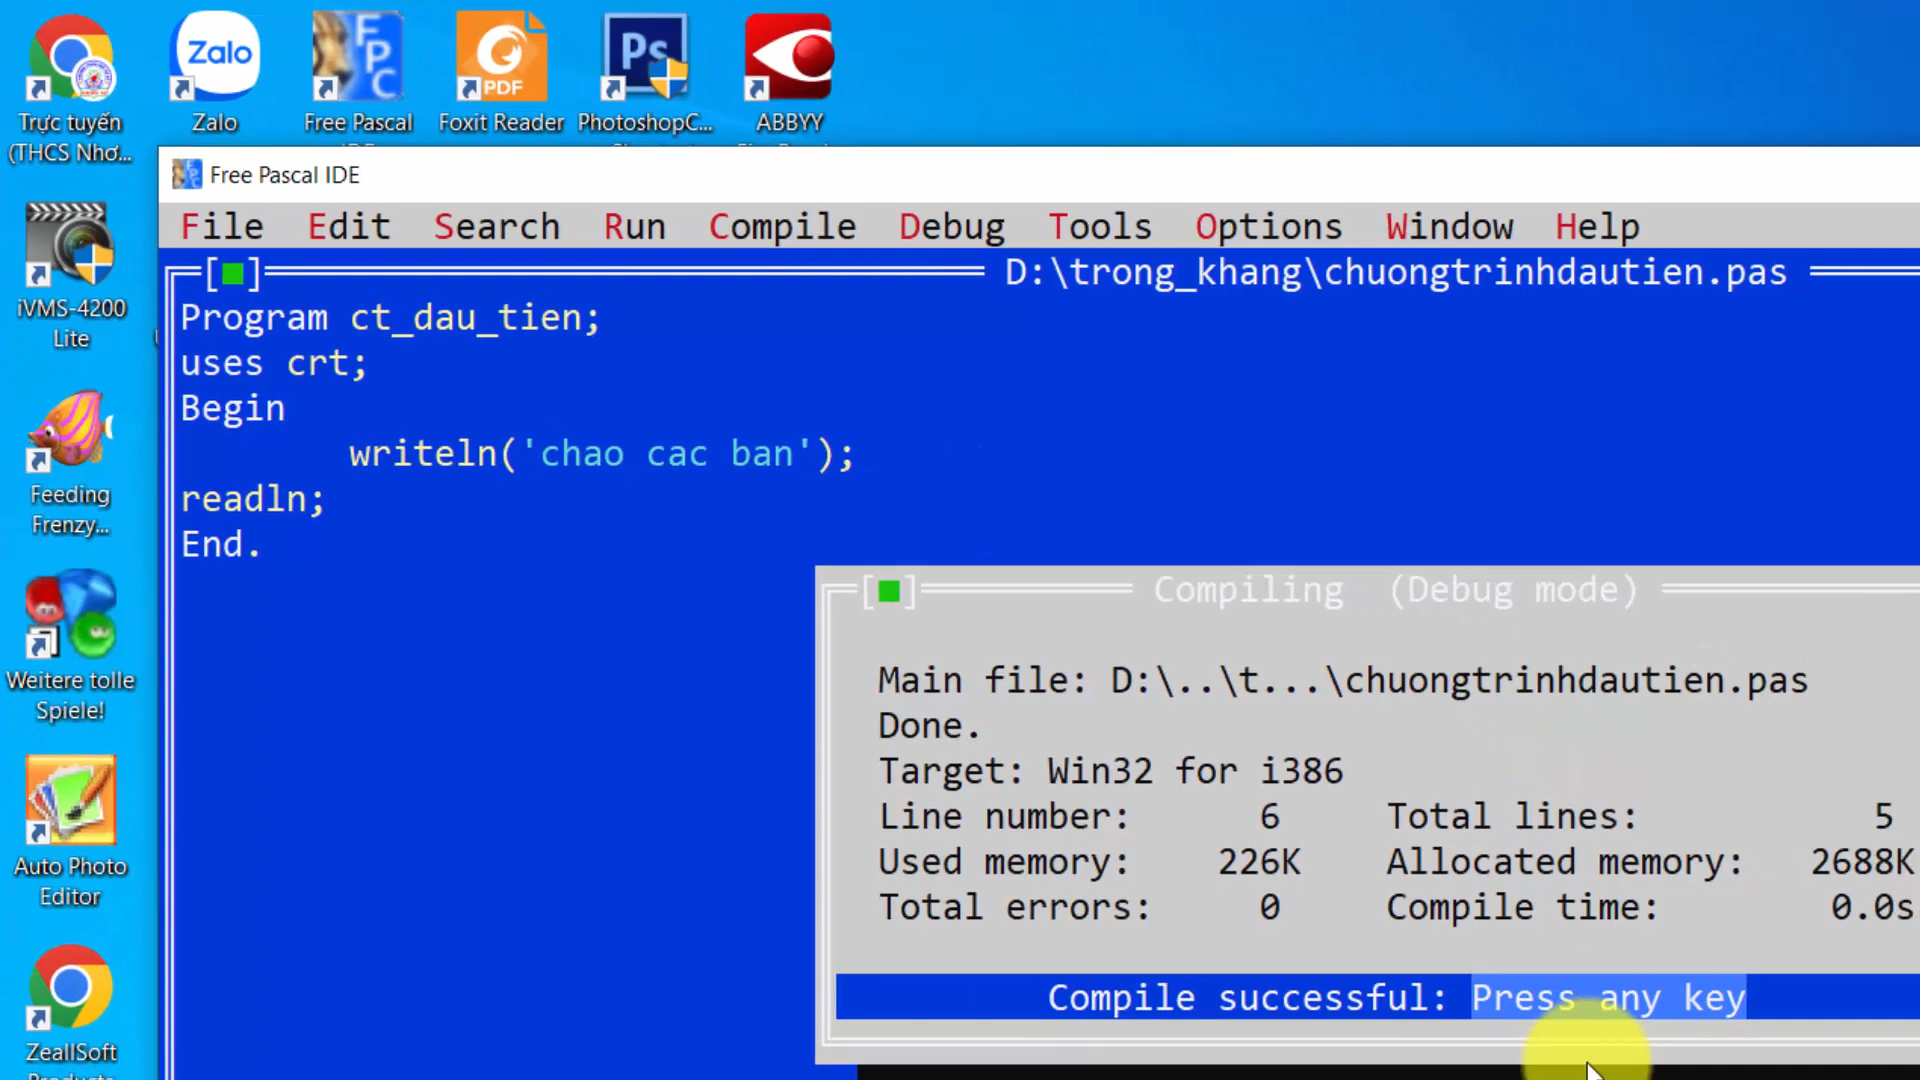 Zalo
F
P
C
PDF
Ps
Trực tuyến
(THCS Nhơ...
Zalo
Free Pascal
Foxit Reader
PhotoshopC...
ABBYY
Free Pascal IDE
File Edit Search Run Compile Debug Tools Options Window Help
D:\trong_khang\chuongtrinhdautien.pas
Program ct_dau_tien;
uses crt;
Begin
writeln('chao cac ban');
readln;
End.
iVMS-4200
Lite
Feeding
Frenzy...
Weitere tolle
Spiele!
Auto Photo
Editor
ZeallSoft
Compiling (Debug mode)
Main file: D:\..\t...\chuongtrinhdautien.pas
Done.
Target: Win32 for i386
Line number: 6 Total lines: 5
Used memory: 226K Allocated memory: 2688K
Total errors: 0 Compile time: 0.0s
Compile successful: Press any key